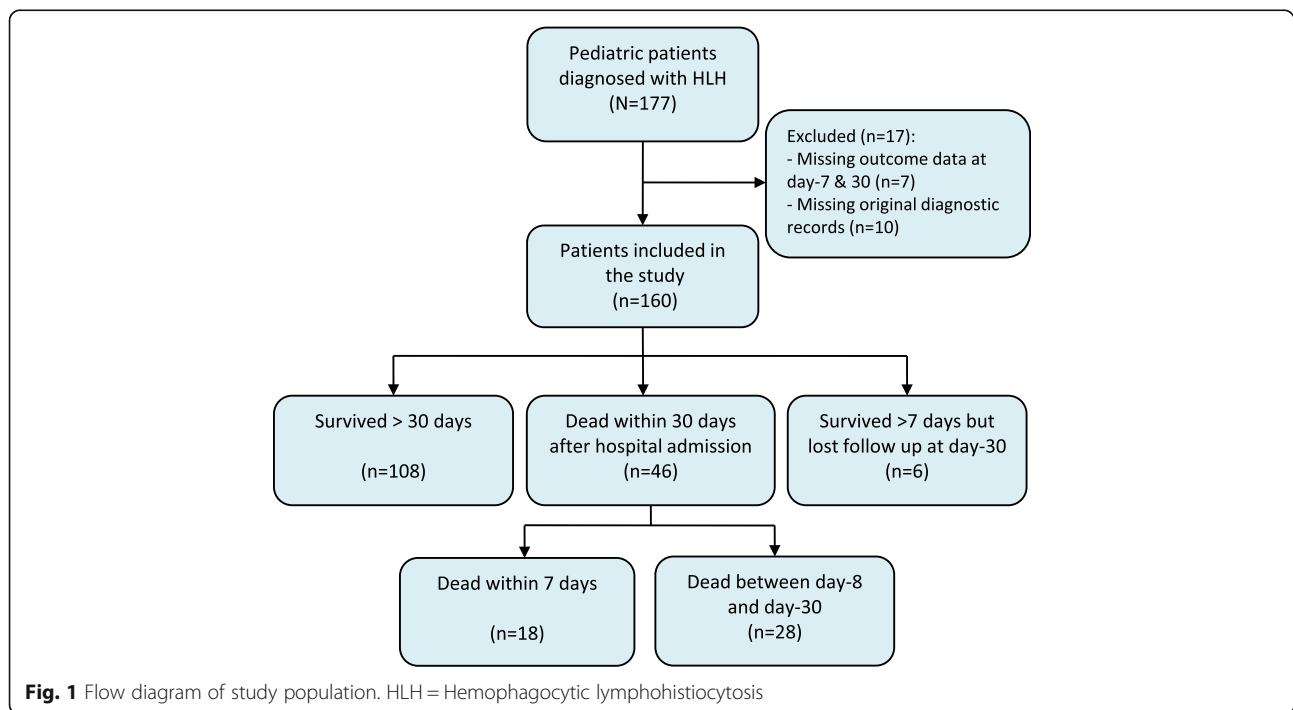 Pediatric patients
diagnosed with HLH
(N=177)
Excluded (n=17):
- Missing outcome data at
day-7 & 30 (n=7)
- Missing original diagnostic
records (n=10)
Patients included in
the study
(n=160)
Survived > 30 days
(n=108)
Dead within 30 days
after hospital admission
(n=46)
Survived >7 days but
lost follow up at day-30
(n=6)
Dead within 7 days
(n=18)
Dead between day-8
and day-30
(n=28)
Fig. 1 Flow diagram of study population. HLH = Hemophagocytic lymphohistiocytosis